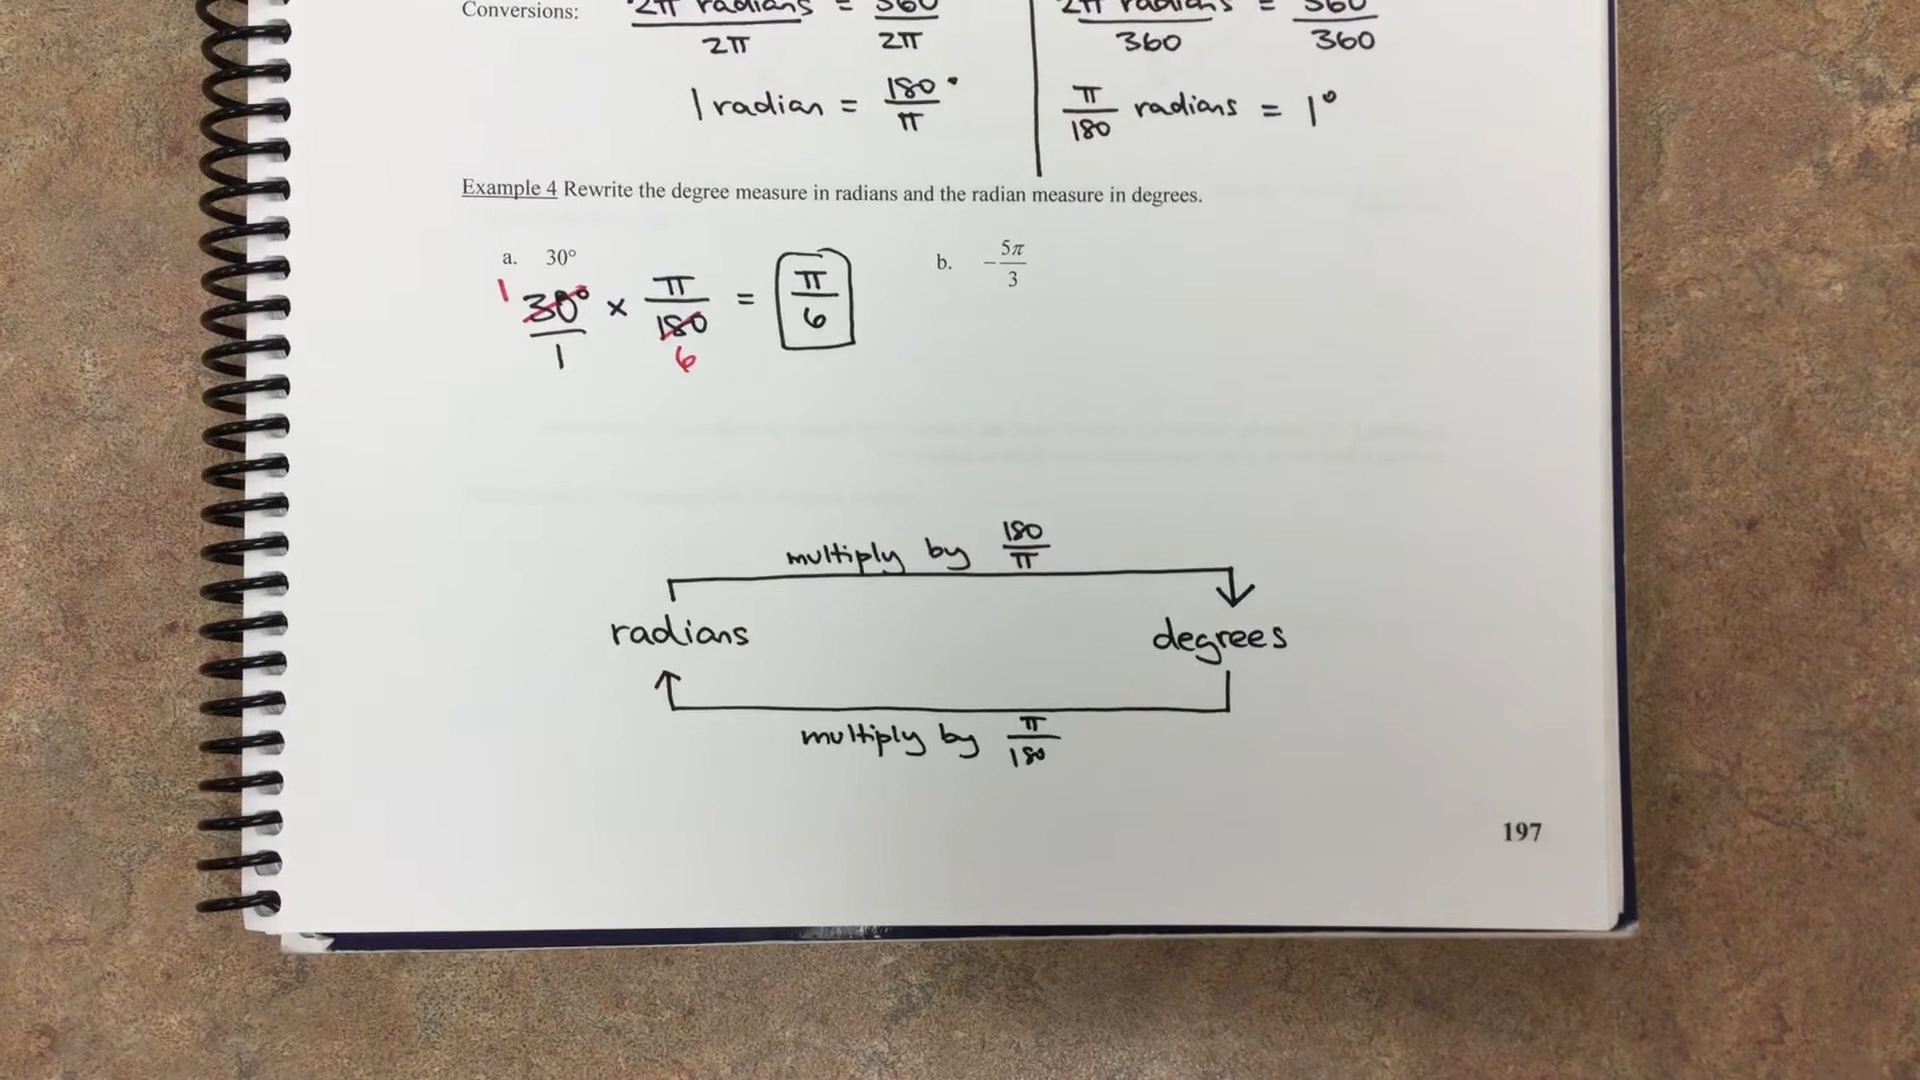 Conversions: 2π radians/2π = 360/2π
1 radian = 180°/π
2π radians/360 = 360/360
π/180 radians = 1°
Example 4 Rewrite the degree measure in radians and the radian measure in degrees.
a. 30°
1 30°/1 × π/180 6 = π/6
b. -5π/3
multiply by 180/π
radians degrees
multiply by π/180
197